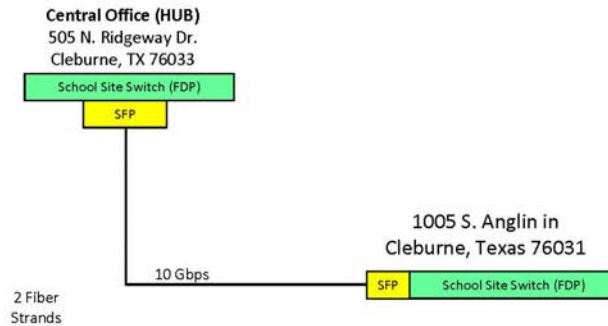 Central Office (HUB)
505 N. Ridgeway Dr.
Cleburne, TX 76033
School Site Switch (FDP)
SFP
1005 S. Anglin in
Cleburne, Texas 76031
10 Gbps
SFP
School Site Switch (FDP)
2 Fiber
Strands